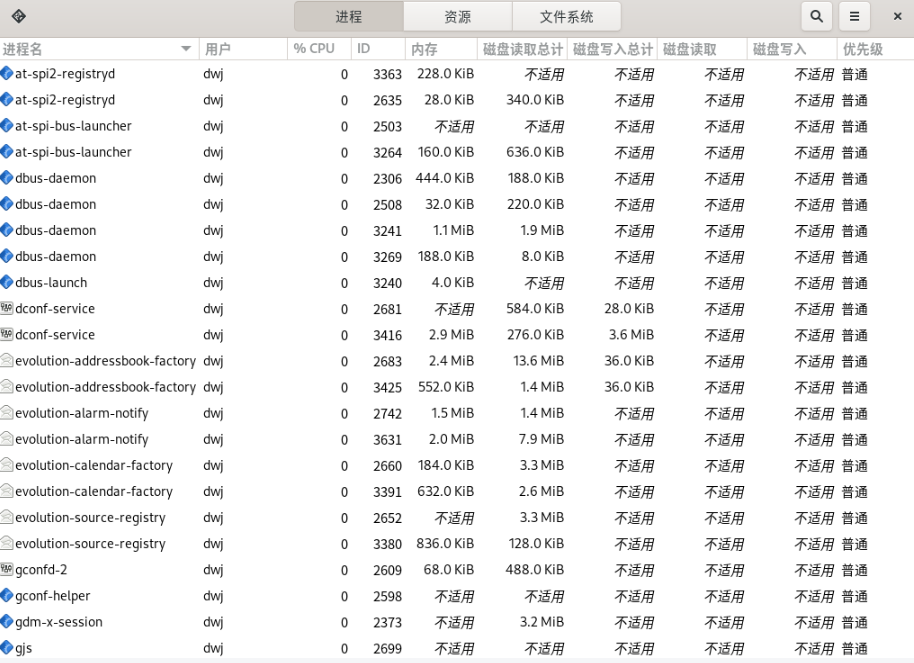 进程 资源 文件系统
进程名 用户 % CPU ID 内存 磁盘读取总计 磁盘写入总计 磁盘读取 磁盘写入 优先级
at-spi2-registryd dwj 0 3363 228.0 KiB 不适用 不适用 不适用 不适用 普通
at-spi2-registryd dwj 0 2635 28.0 KiB 340.0 KiB 不适用 不适用 不适用 普通
at-spi-bus-launcher dwj 0 2503 不适用 不适用 不适用 不适用 不适用 普通
at-spi-bus-launcher dwj 0 3264 160.0 KiB 636.0 KiB 不适用 不适用 不适用 普通
dbus-daemon dwj 0 2306 444.0 KiB 188.0 KiB 不适用 不适用 不适用 普通
dbus-daemon dwj 0 2508 32.0 KiB 220.0 KiB 不适用 不适用 不适用 普通
dbus-daemon dwj 0 3241 1.1 MiB 1.9 MiB 不适用 不适用 不适用 普通
dbus-daemon dwj 0 3269 188.0 KiB 8.0 KiB 不适用 不适用 不适用 普通
dbus-launch dwj 0 3240 4.0 KiB 不适用 不适用 不适用 不适用 普通
dconf-service dwj 0 2681 不适用 584.0 KiB 28.0 KiB 不适用 不适用 普通
dconf-service dwj 0 3416 2.9 MiB 276.0 KiB 3.6 MiB 不适用 不适用 普通
evolution-addressbook-factory dwj 0 2683 2.4 MiB 13.6 MiB 36.0 KiB 不适用 不适用 普通
evolution-addressbook-factory dwj 0 3425 552.0 KiB 1.4 MiB 36.0 KiB 不适用 不适用 普通
evolution-alarm-notify dwj 0 2742 1.5 MiB 1.4 MiB 不适用 不适用 不适用 普通
evolution-alarm-notify dwj 0 3631 2.0 MiB 7.9 MiB 不适用 不适用 不适用 普通
evolution-calendar-factory dwj 0 2660 184.0 KiB 3.3 MiB 不适用 不适用 不适用 普通
evolution-calendar-factory dwj 0 3391 632.0 KiB 2.6 MiB 不适用 不适用 不适用 普通
evolution-source-registry dwj 0 2652 不适用 3.3 MiB 不适用 不适用 不适用 普通
evolution-source-registry dwj 0 3380 836.0 KiB 128.0 KiB 不适用 不适用 不适用 普通
gconfd-2 dwj 0 2609 68.0 KiB 488.0 KiB 不适用 不适用 不适用 普通
gconf-helper dwj 0 2598 不适用 不适用 不适用 不适用 不适用 普通
gdm-x-session dwj 0 2373 不适用 3.2 MiB 不适用 不适用 不适用 普通
gjs dwj 0 2699 不适用 不适用 不适用 不适用 不适用 普通